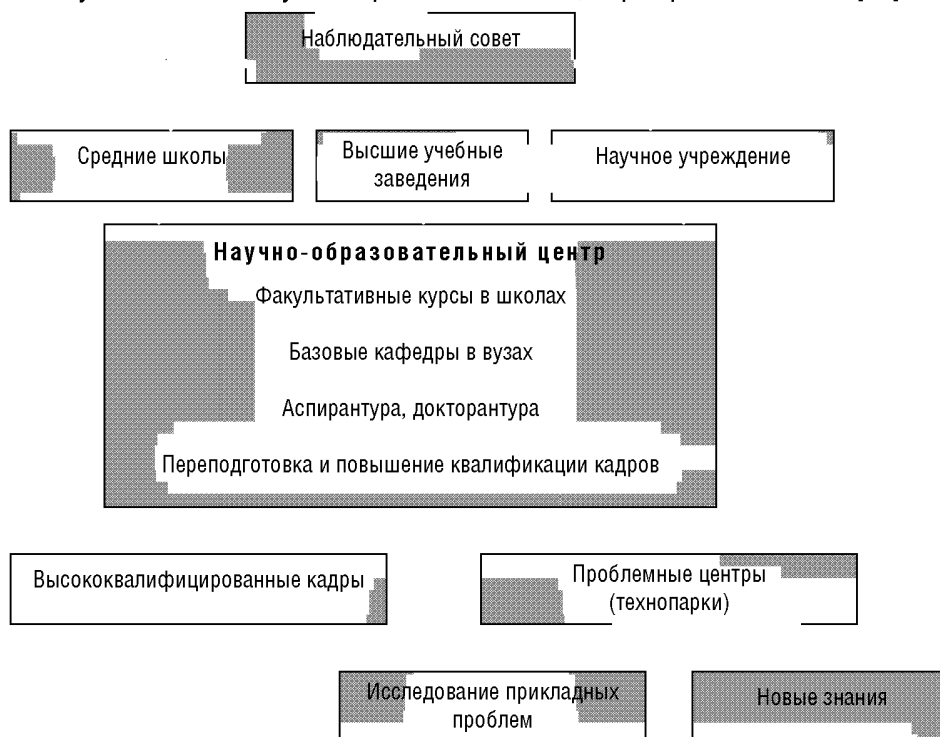 Наблюдательный совет
Средние школы
Высшие учебные
заведения
Научное учреждение
Научно-образовательный центр
Факультативные курсы в школах
Базовые кафедры в вузах
Аспирантура, докторантура
Переподготовка и повышение квалификации кадров
Высококвалифицированные кадры
Проблемные центры
(технопарки)
Исследование прикладных
проблем
Новые знания